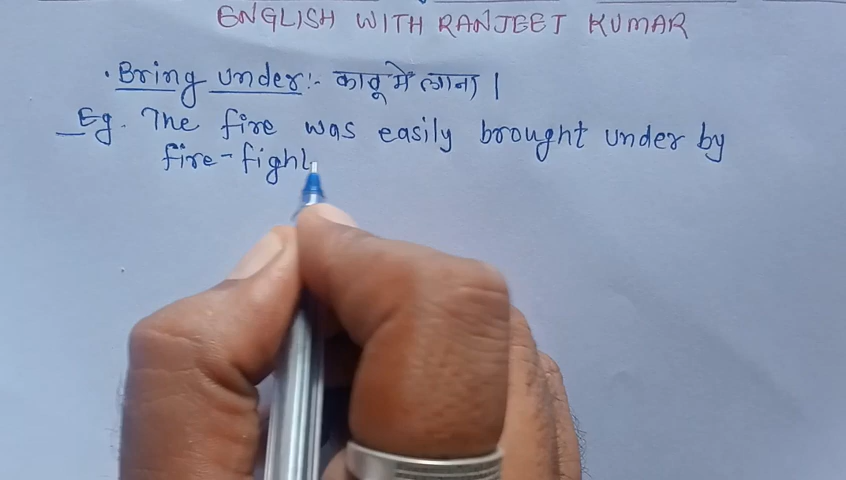 ENGLISH WITH RANJEET KUMAR
. Bring under:- काबू में लाना ।
Eg. The fire was easily brought under by
fire-fight